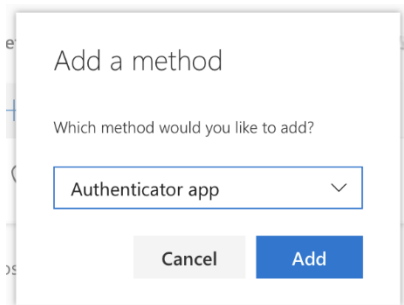 Add a method
Which method would you like to add?
Authenticator app
Cancel
Add